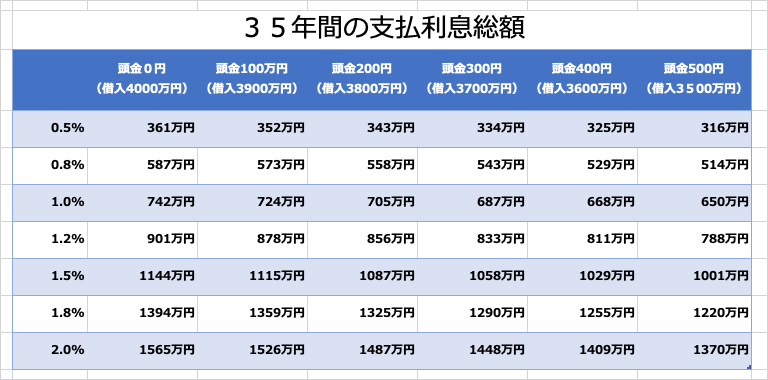 ３５年間の支払利息総額
頭金０円 頭金100万円 頭金200円 頭金300円 頭金400円 頭金500円
（借入4000万円） （借入3900万円） （借入3800万円） （借入3700万円） （借入3600万円） （借入3５00万円）
0.5% 361万円 352万円 343万円 334万円 325万円 316万円
0.8% 587万円 573万円 558万円 543万円 529万円 514万円
1.0% 742万円 724万円 705万円 687万円 668万円 650万円
1.2% 901万円 878万円 856万円 833万円 811万円 788万円
1.5% 1144万円 1115万円 1087万円 1058万円 1029万円 1001万円
1.8% 1394万円 1359万円 1325万円 1290万円 1255万円 1220万円
2.0% 1565万円 1526万円 1487万円 1448万円 1409万円 1370万円